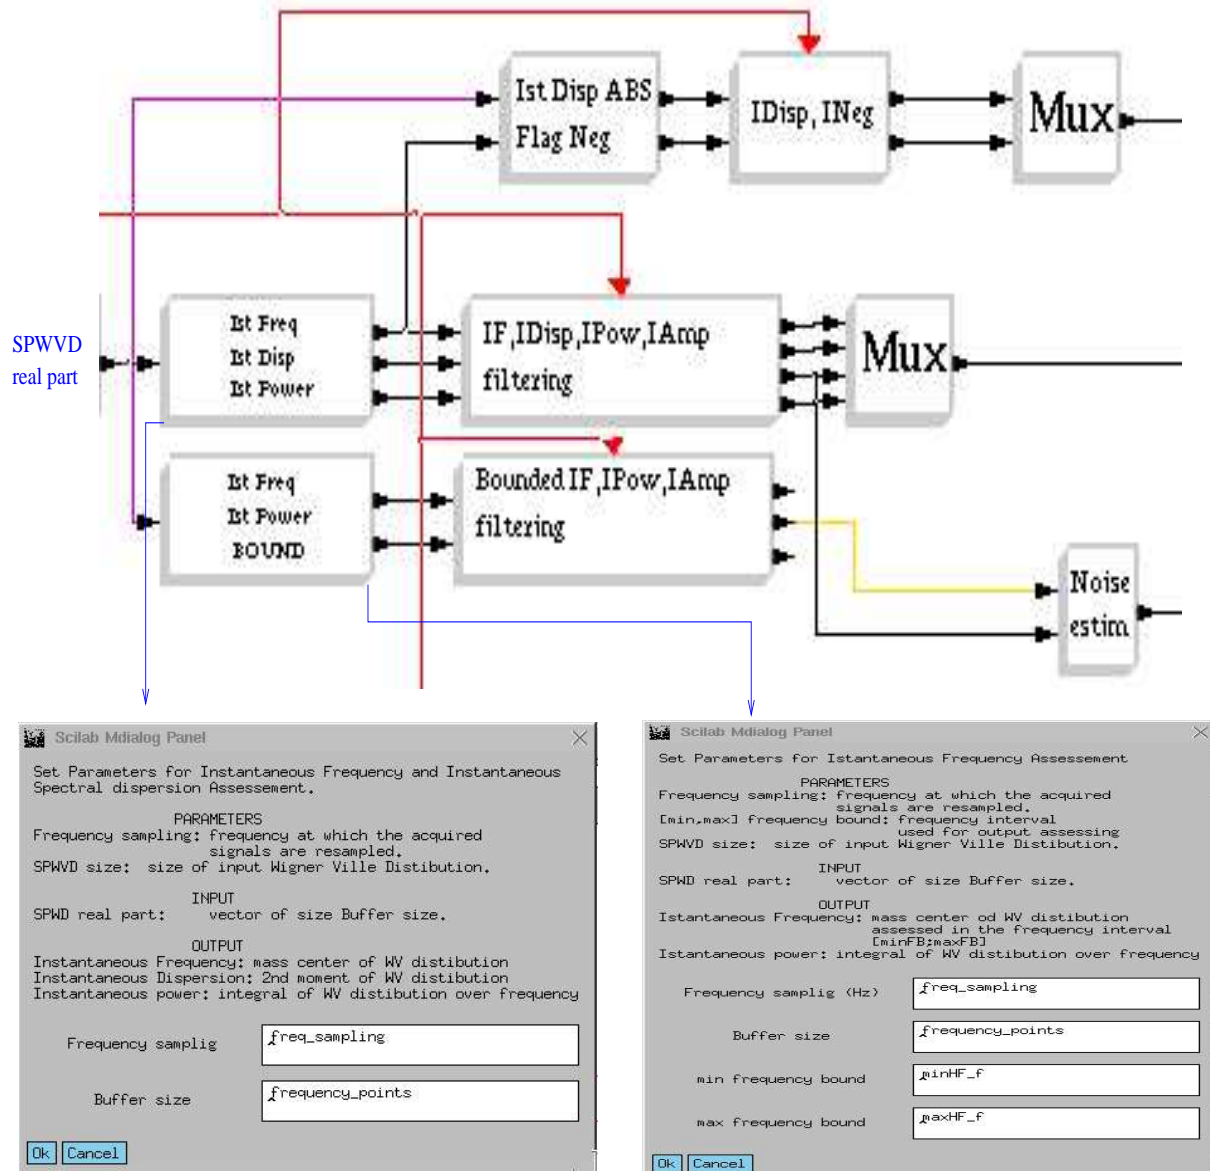 Ist Disp ABS
Flag Neg
IDisp, INeg
Mux
SPWVD
real part
Ist Freq
Ist Disp
Ist Power
IF,IDisp,IPow,IAmp
filtering
Mux
Ist Freq
Ist Power
BOUND
Bounded IF,IPow,IAmp
filtering
Noise
estim
Scilab Mdialog Panel
Set Parameters for Instantaneous Frequency and Instantaneous
Spectral dispersion Assessement.
PARAMETERS
Frequency sampling: frequency at which the acquired
signals are resampled.
SPWVD size: size of input Wigner Ville Distibution.
INPUT
SPWD real part: vector of size Buffer size.
OUTPUT
Instantaneous Frequency: mass center of WV distibution
Instantaneous Dispersion: 2nd moment of WV distibution
Instantaneous power: integral of WV distibution over frequency
Frequency samplig
freq_sampling
Buffer size
frequency_points
Ok Cancel
Scilab Mdialog Panel
Set Parameters for Istantaneous Frequency Assessement
PARAMETERS
Frequency sampling: frequency at which the acquired
signals are resampled.
[min,max] frequency bound: frequency interval
used for output assessing
SPWVD size: size of input Wigner Ville Distibution.
INPUT
SPWD real part: vector of size Buffer size.
OUTPUT
Istantaneous Frequency: mass center od WV distibution
assessed in the frequency interval
[minFB;maxFB]
Istantaneous power: integral of WV distibution over frequency
Frequency samplig (Hz)
freq_sampling
Buffer size
frequency_points
min frequency bound
minHF_f
max frequency bound
maxHF_f
Ok Cancel